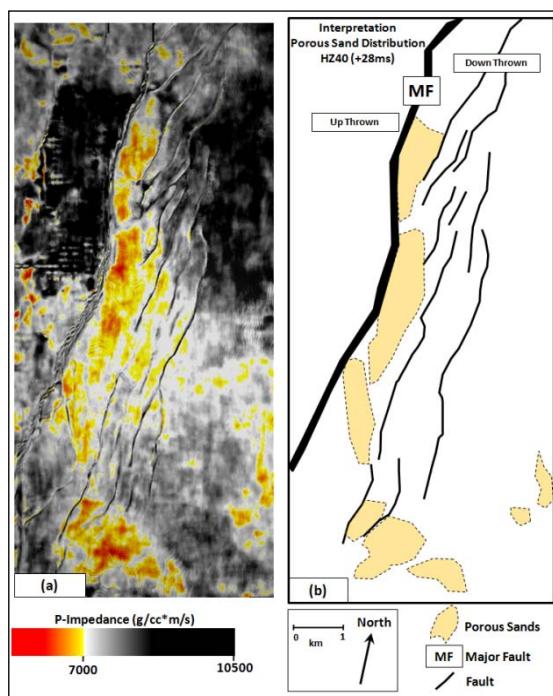 Interpretation
Porous Sand Distribution
HZ40 (+28ms)
Down Thrown
MF
Up Thrown
(a)
(b)
P-Impedance (g/cc*m/s)
7000
10500
0
1
km
North
Porous Sands
MF
Major Fault
Fault